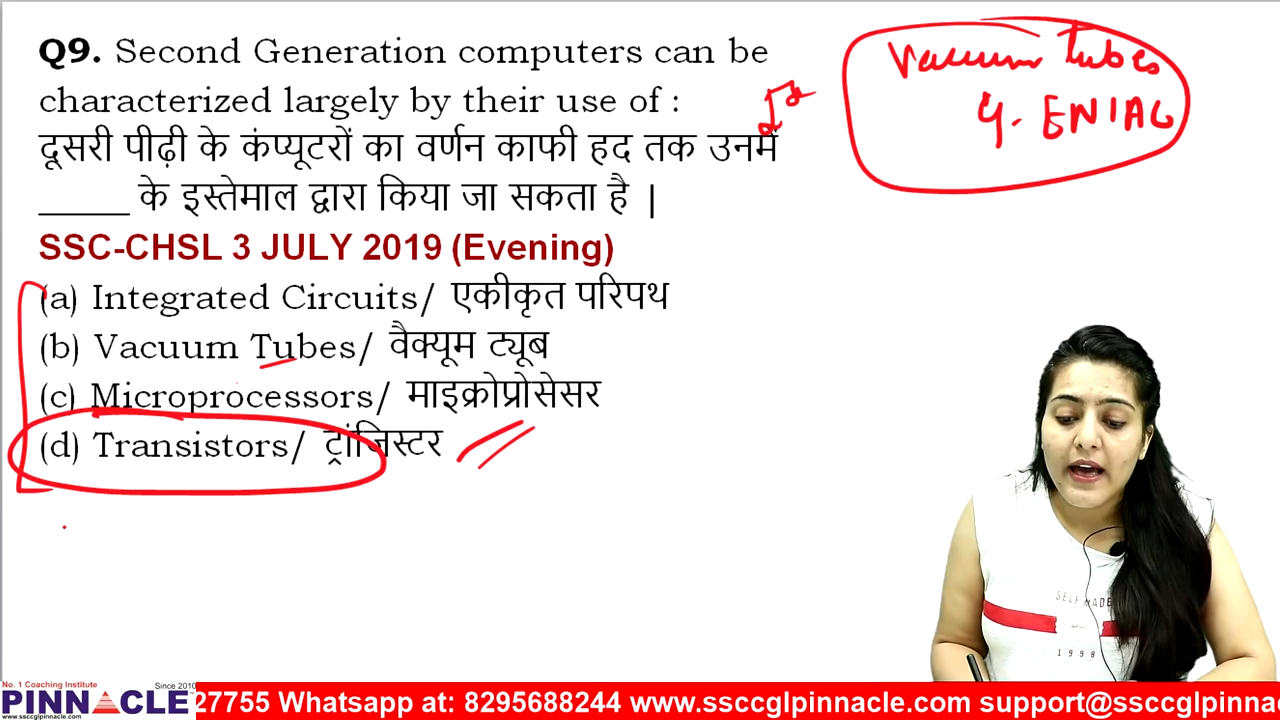 Q9. Second Generation computers can be
characterized largely by their use of :
दूसरी पीढ़ी के कंप्यूटरों का वर्णन काफी हद तक उनमें
_____ के इस्तेमाल द्वारा किया जा सकता है |
SSC-CHSL 3 JULY 2019 (Evening)
(a) Integrated Circuits/ एकीकृत परिपथ
(b) Vacuum Tubes/ वैक्यूम ट्यूब
(c) Microprocessors/ माइक्रोप्रोसेसर
(d) Transistors/ ट्रांजिस्टर
Vacuum tubes
ENIAC
SELF MADE
1998
No. 1 Coaching Institute
Since 2010
PINNACLE
www.ssccglpinnacle.com
27755 Whatsapp at: 8295688244 www.ssccglpinnacle.com support@ssccglpinna